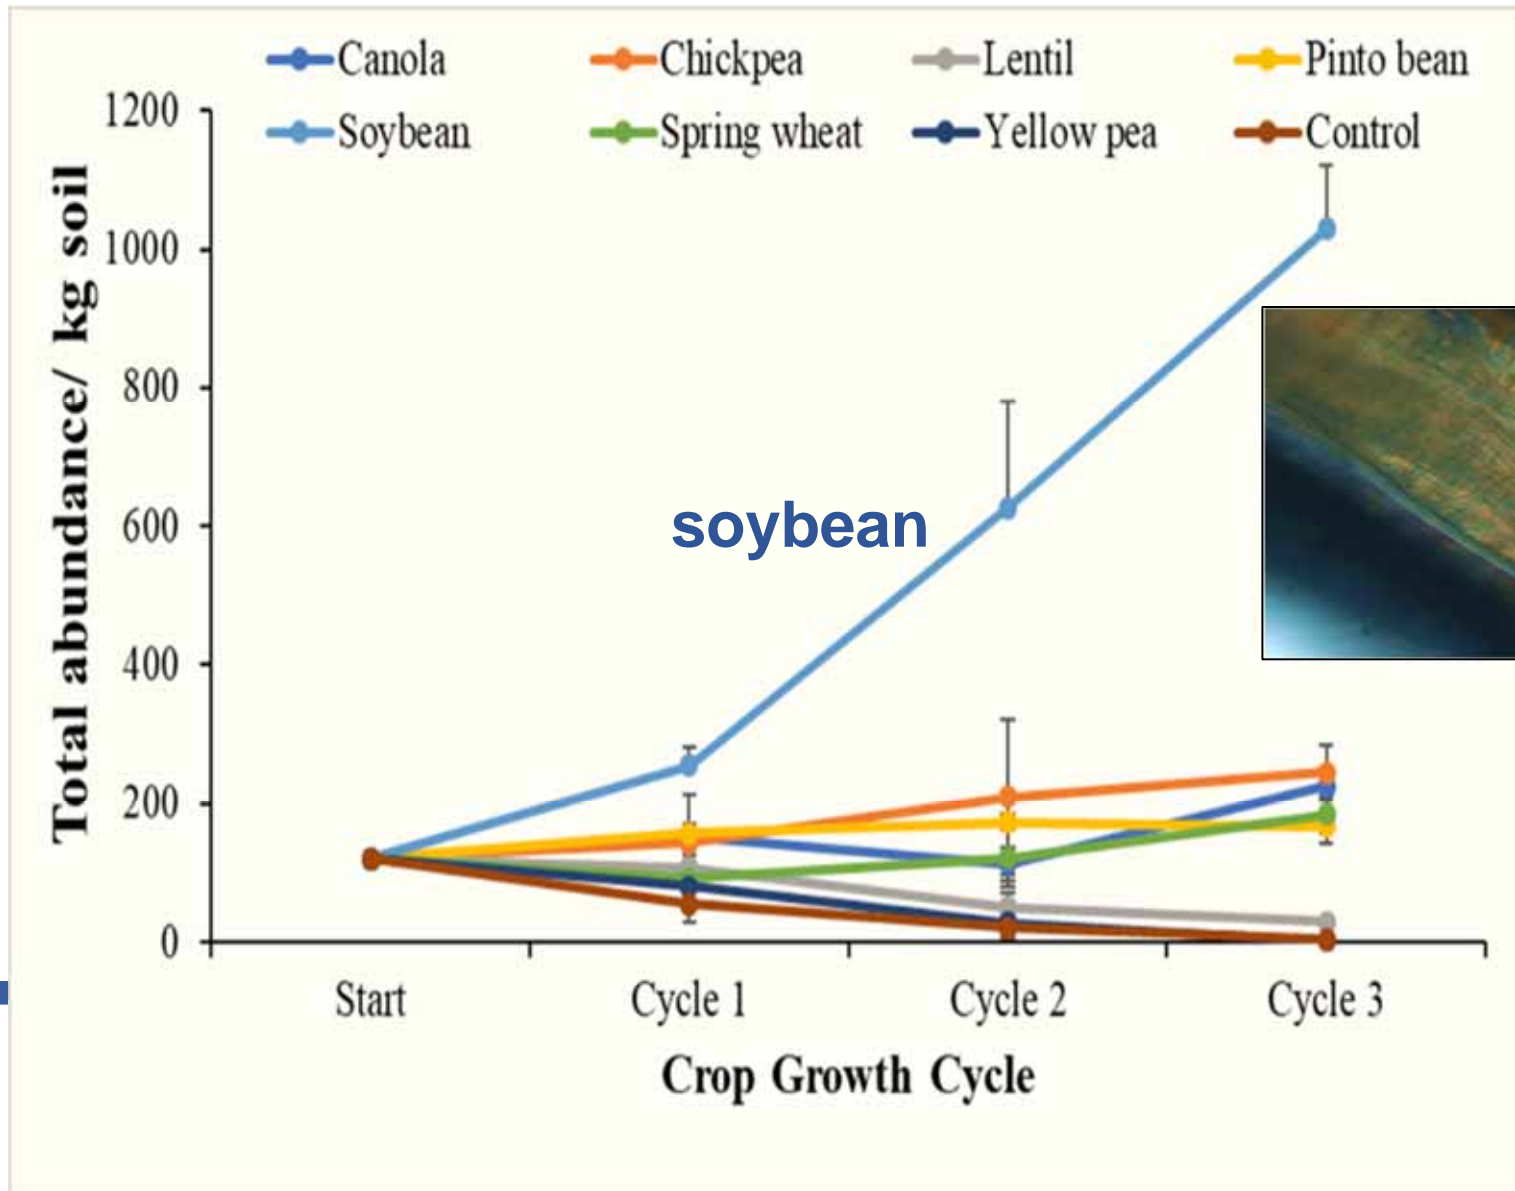 Canola Chickpea Lentil Pinto bean
Soybean Spring wheat Yellow pea Control
Total abundance/ kg soil
1200
1000
800
600
400
200
0
soybean
Start Cycle 1 Cycle 2 Cycle 3
Crop Growth Cycle